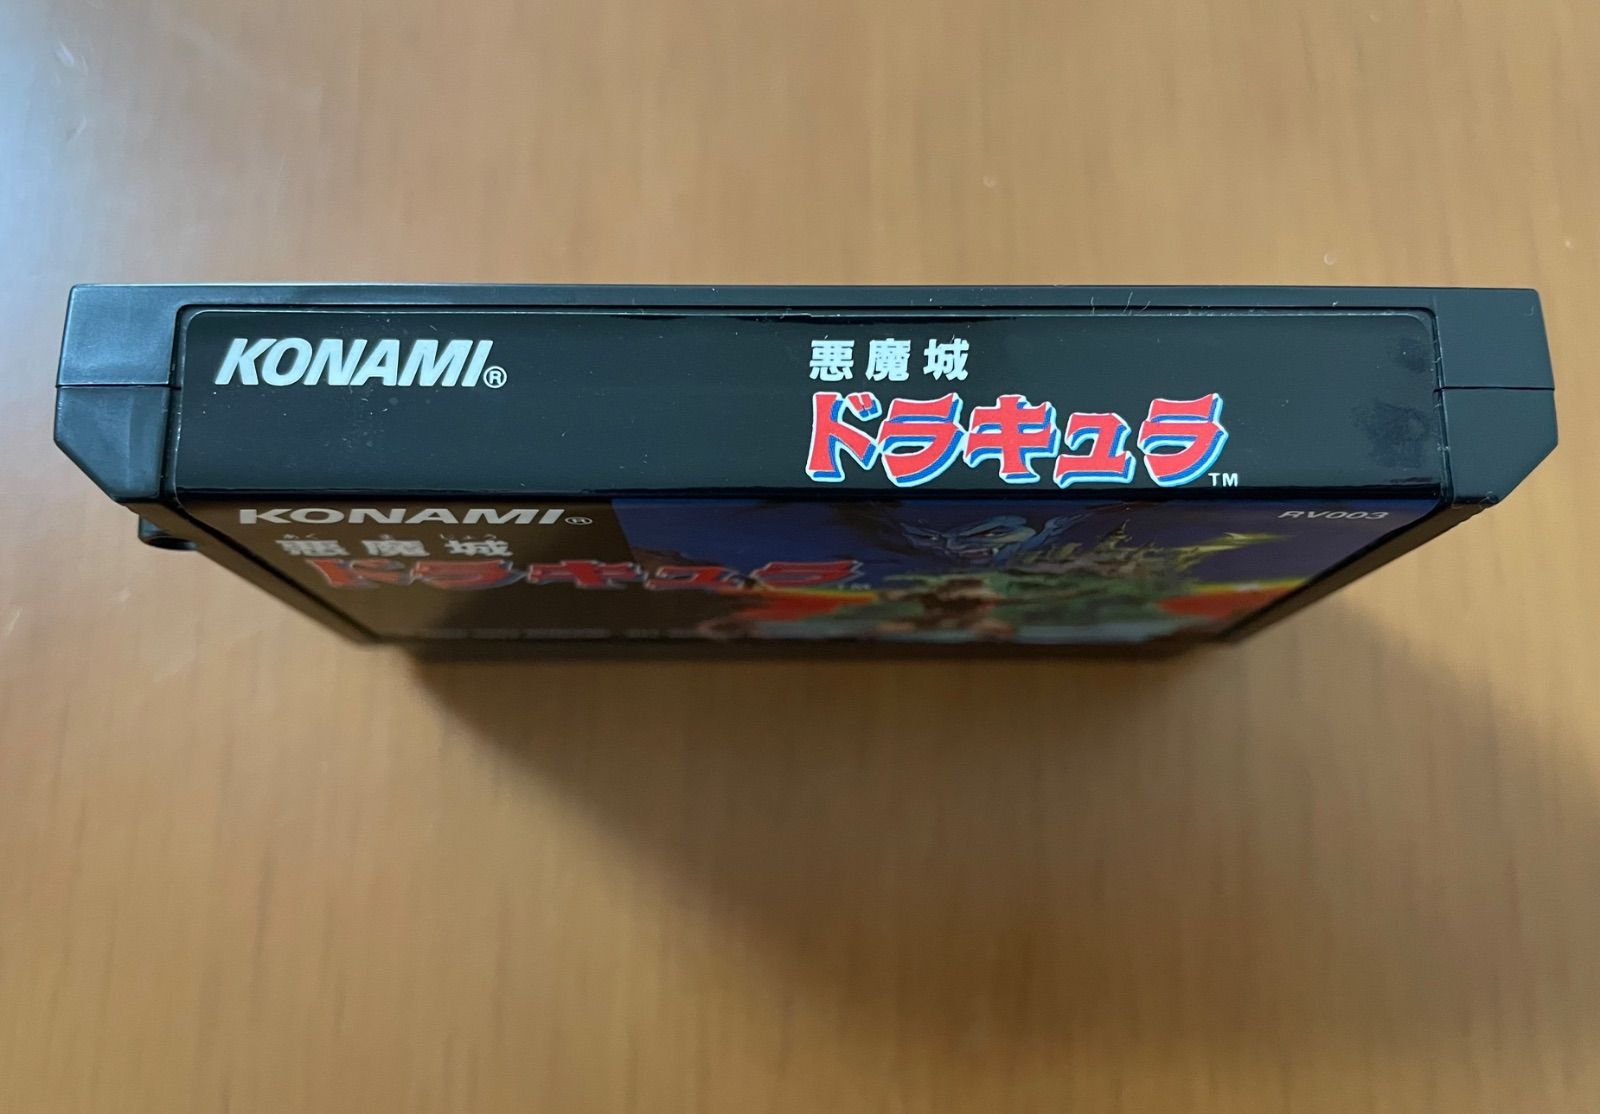 KONAMI®
悪魔城
ドラキュラ™
KONAMI®
RV003
あくまじょう
悪魔城
ドラキュラ™